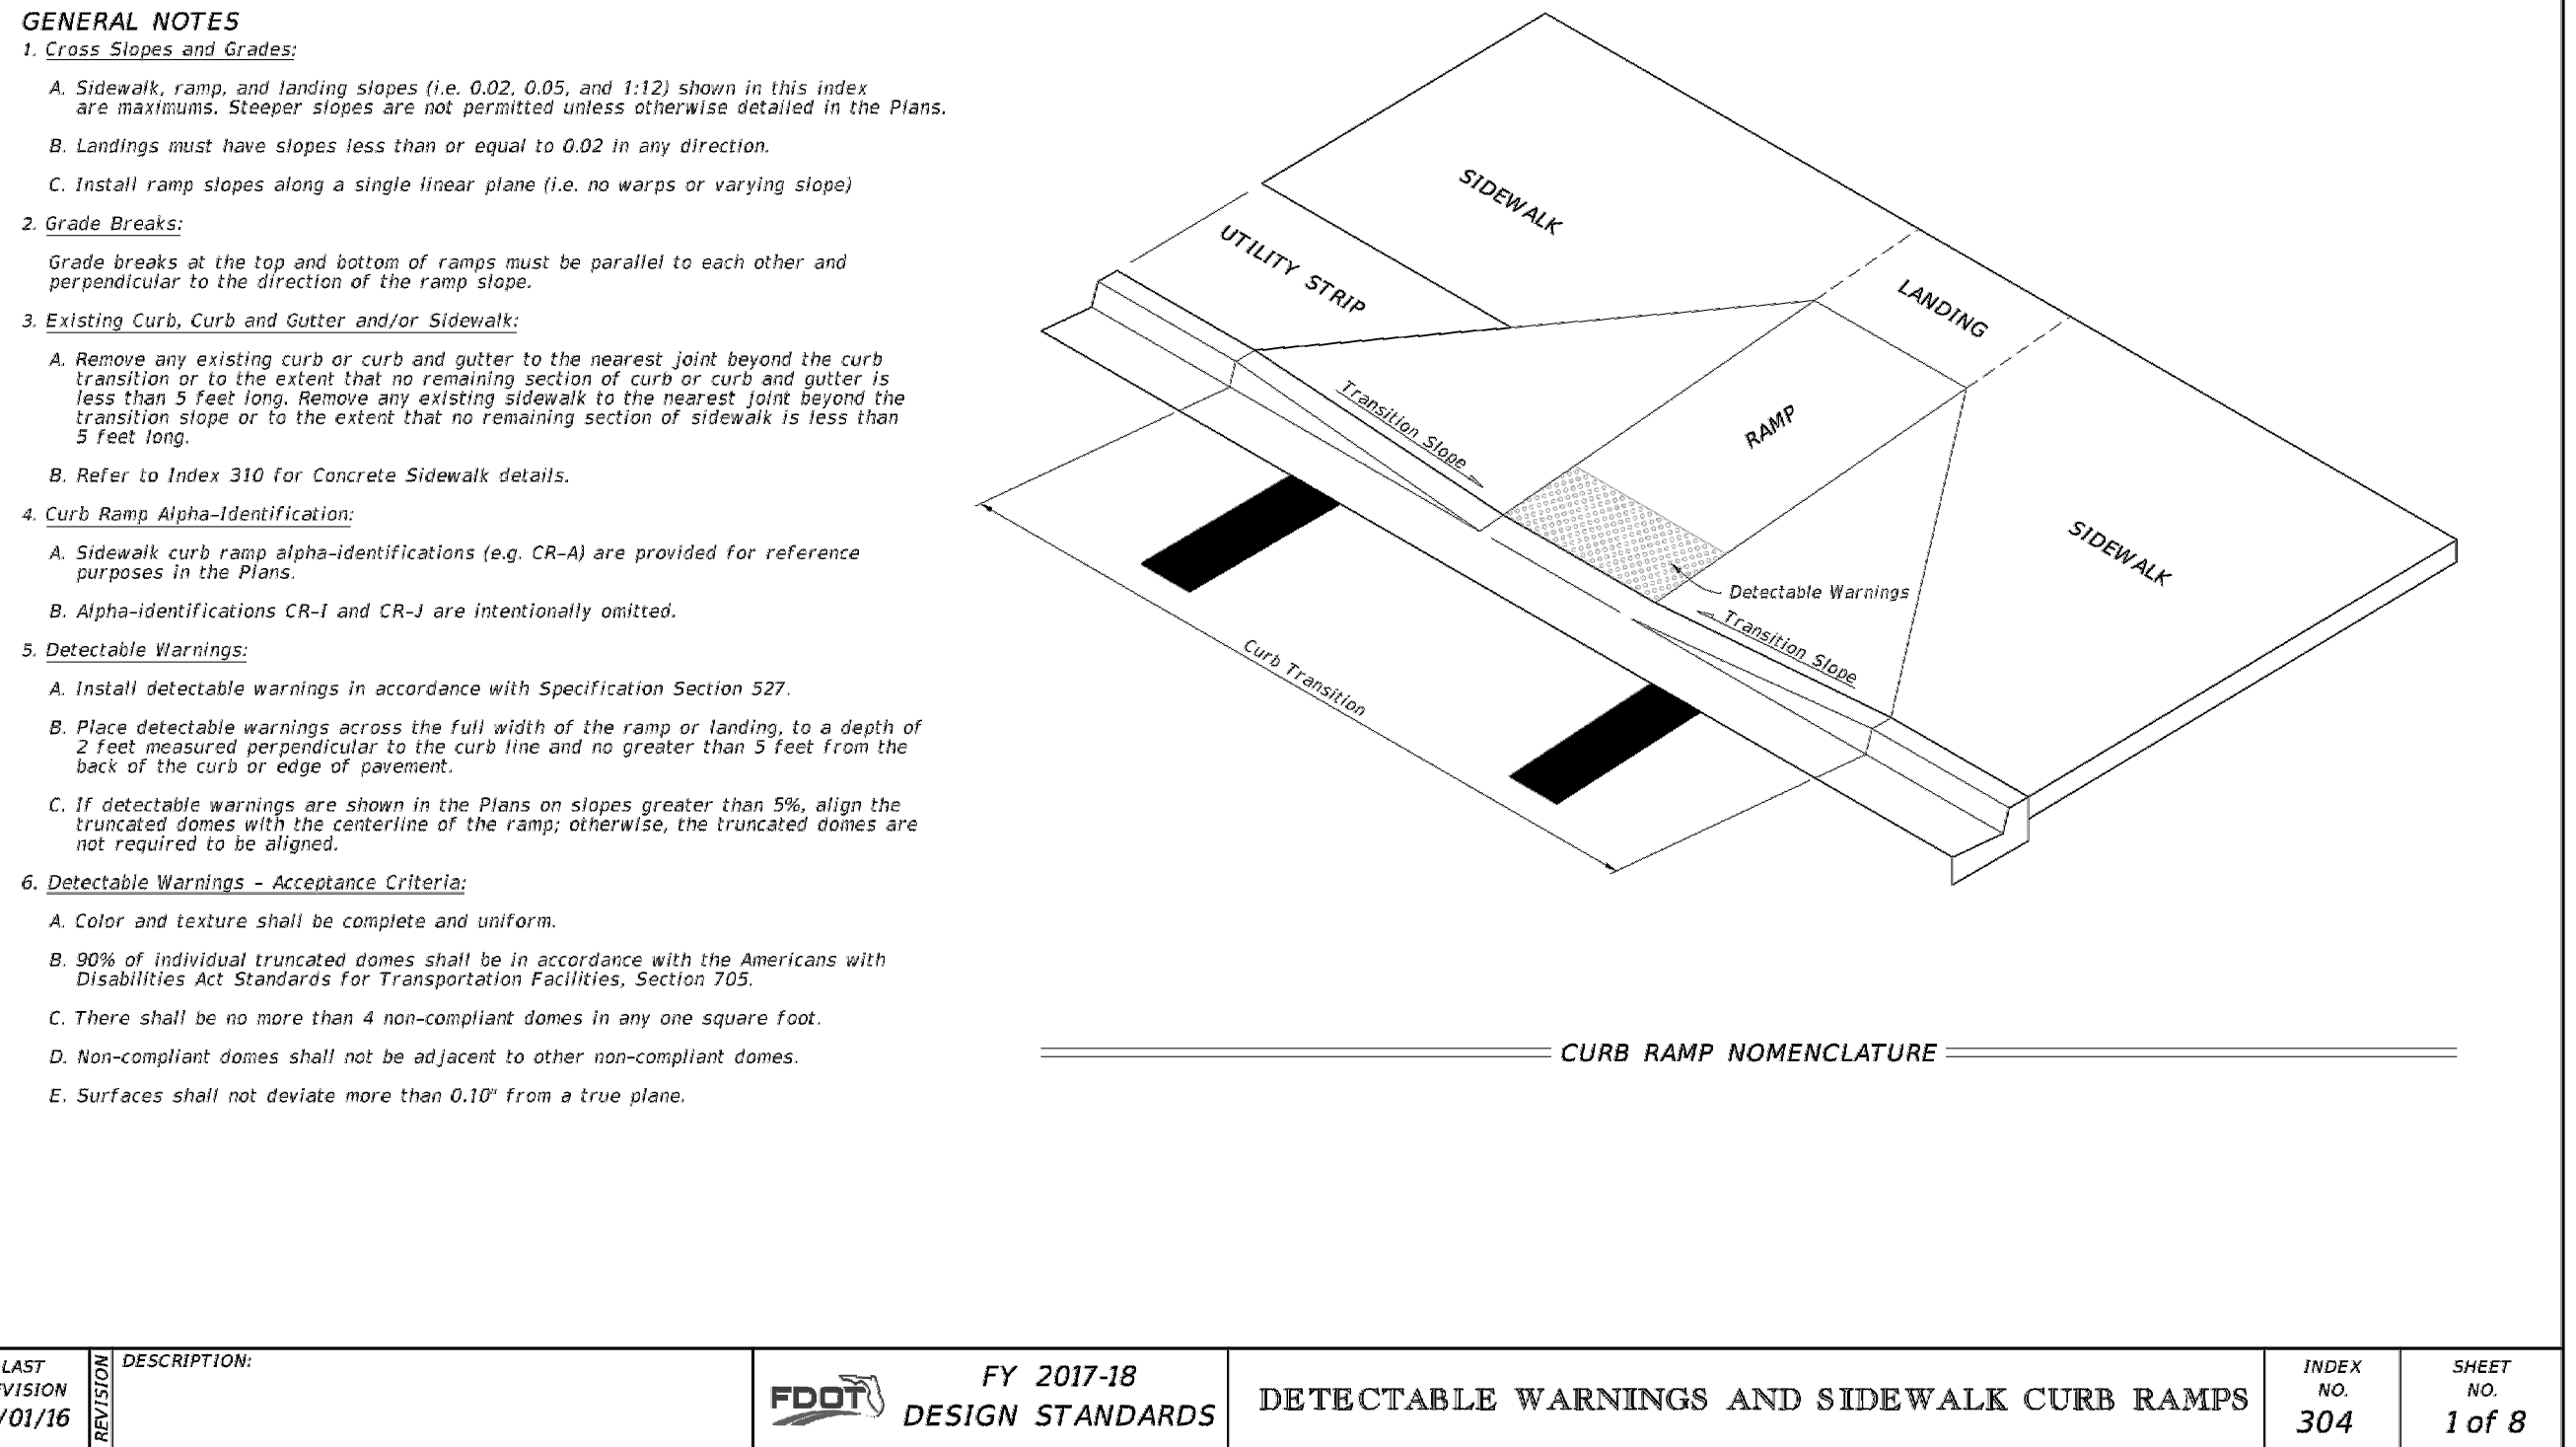 GENERAL NOTES
1. Cross Slopes and Grades:
A. Sidewalk, ramp, and landing slopes (i.e. 0.02, 0.05, and 1:12) shown in this index
are maximums. Steeper slopes are not permitted unless otherwise detailed in the Plans.
B. Landings must have slopes less than or equal to 0.02 in any direction.
C. Install ramp slopes along a single linear plane (i.e. no warps or varying slope)
2. Grade Breaks:
Grade breaks at the top and bottom of ramps must be parallel to each other and
perpendicular to the direction of the ramp slope.
3. Existing Curb, Curb and Gutter and/or Sidewalk:
A. Remove any existing curb or curb and gutter to the nearest joint beyond the curb
transition or to the extent that no remaining section of curb or curb and gutter is
less than 5 feet long. Remove any existing sidewalk to the nearest joint beyond the
transition slope or to the extent that no remaining section of sidewalk is less than
5 feet long.
B. Refer to Index 310 for Concrete Sidewalk details.
4. Curb Ramp Alpha-Identification:
A. Sidewalk curb ramp alpha-identifications (e.g. CR-A) are provided for reference
purposes in the Plans.
B. Alpha-identifications CR-I and CR-J are intentionally omitted.
5. Detectable Warnings:
A. Install detectable warnings in accordance with Specification Section 527.
B. Place detectable warnings across the full width of the ramp or landing, to a depth of
2 feet measured perpendicular to the curb line and no greater than 5 feet from the
back of the curb or edge of pavement.
C. If detectable warnings are shown in the Plans on slopes greater than 5%, align the
truncated domes with the centerline of the ramp; otherwise, the truncated domes are
not required to be aligned.
6. Detectable Warnings - Acceptance Criteria:
A. Color and texture shall be complete and uniform.
B. 90% of individual truncated domes shall be in accordance with the Americans with
Disabilities Act Standards for Transportation Facilities, Section 705.
C. There shall be no more than 4 non-compliant domes in any one square foot.
D. Non-compliant domes shall not be adjacent to other non-compliant domes.
E. Surfaces shall not deviate more than 0.10" from a true plane.
SIDEWALK
UTILITY STRIP
LANDING
Transition Slope
RAMP
SIDEWALK
Detectable Warnings
Transition Slope
Curb Transition
CURB RAMP NOMENCLATURE
LAST
VISION
/01/16
REVISION
DESCRIPTION:
FDOT
FY 2017-18
DESIGN STANDARDS
DETECTABLE WARNINGS AND SIDEWALK CURB RAMPS
INDEX
NO.
304
SHEET
NO.
1 of 8